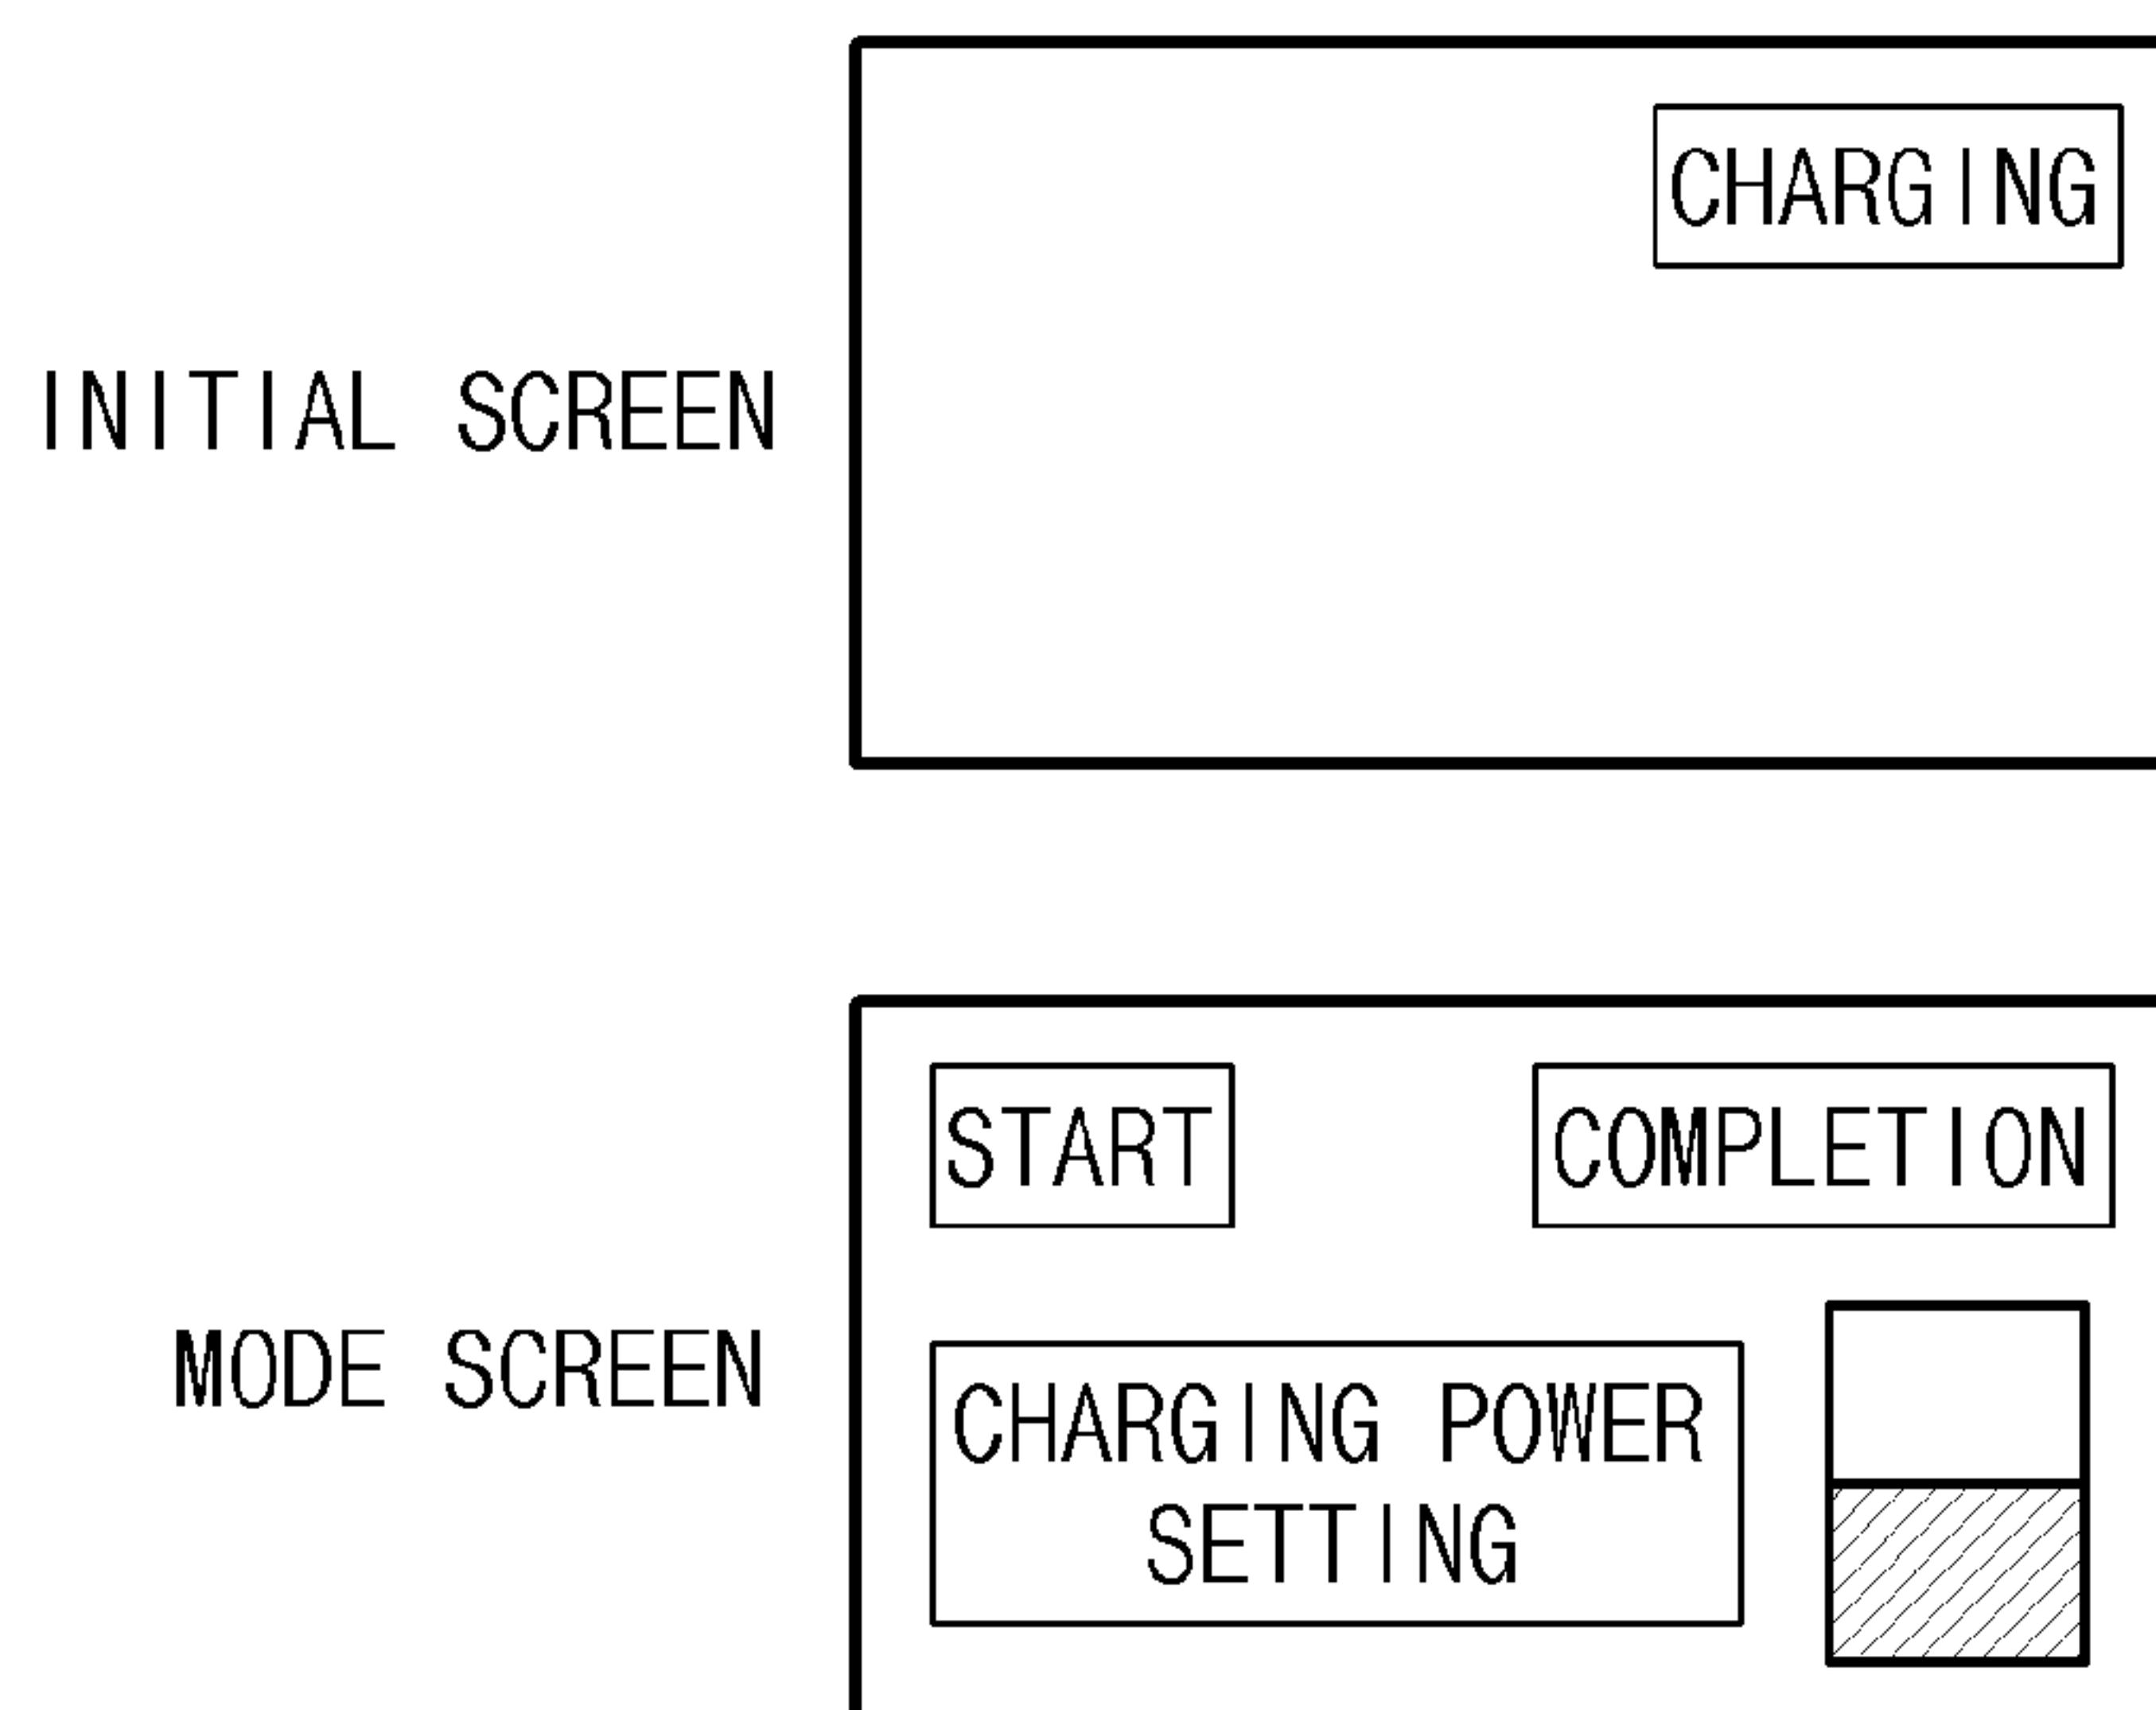 CHARGING
INITIAL SCREEN
START
COMPLETION
MODE SCREEN
CHARGING POWER
SETTING